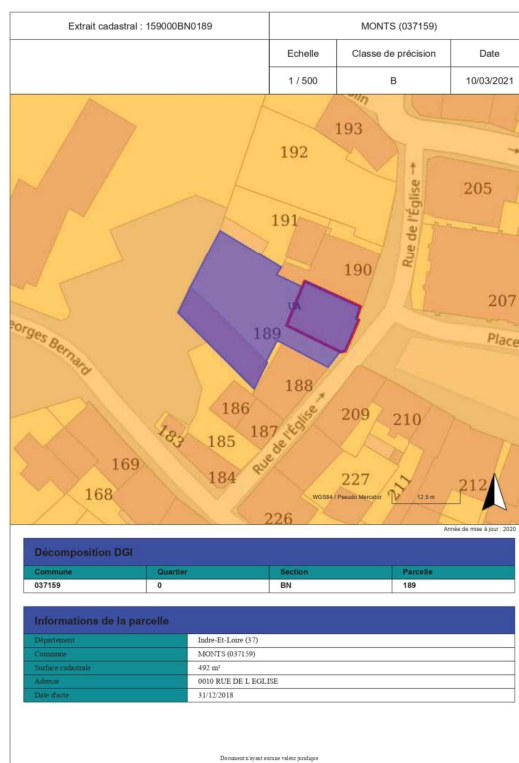 Extrait cadastral : 159000BN0189
MONTS (037159)
Echelle Classe de précision Date
1 / 500 B 10/03/2021
193
192
205
191
Rue de l'Église →
190
207
UA
189
Place
eorges Bernard
188
186
209
210
183
185
187
Rue de l'Église →
184
169
227
211
212
168
WGS84 / Pseudo Mercator 12.5 m
226
Année de mise à jour : 2020
Décomposition DGI
Commune Quartier Section Parcelle
037159 0 BN 189
Informations de la parcelle
Département Indre-Et-Loire (37)
Commune MONTS (037159)
Surface cadastrale 492 m²
Adresse 0010 RUE DE L EGLISE
Date d'acte 31/12/2018
Document n'ayant aucune valeur juridique